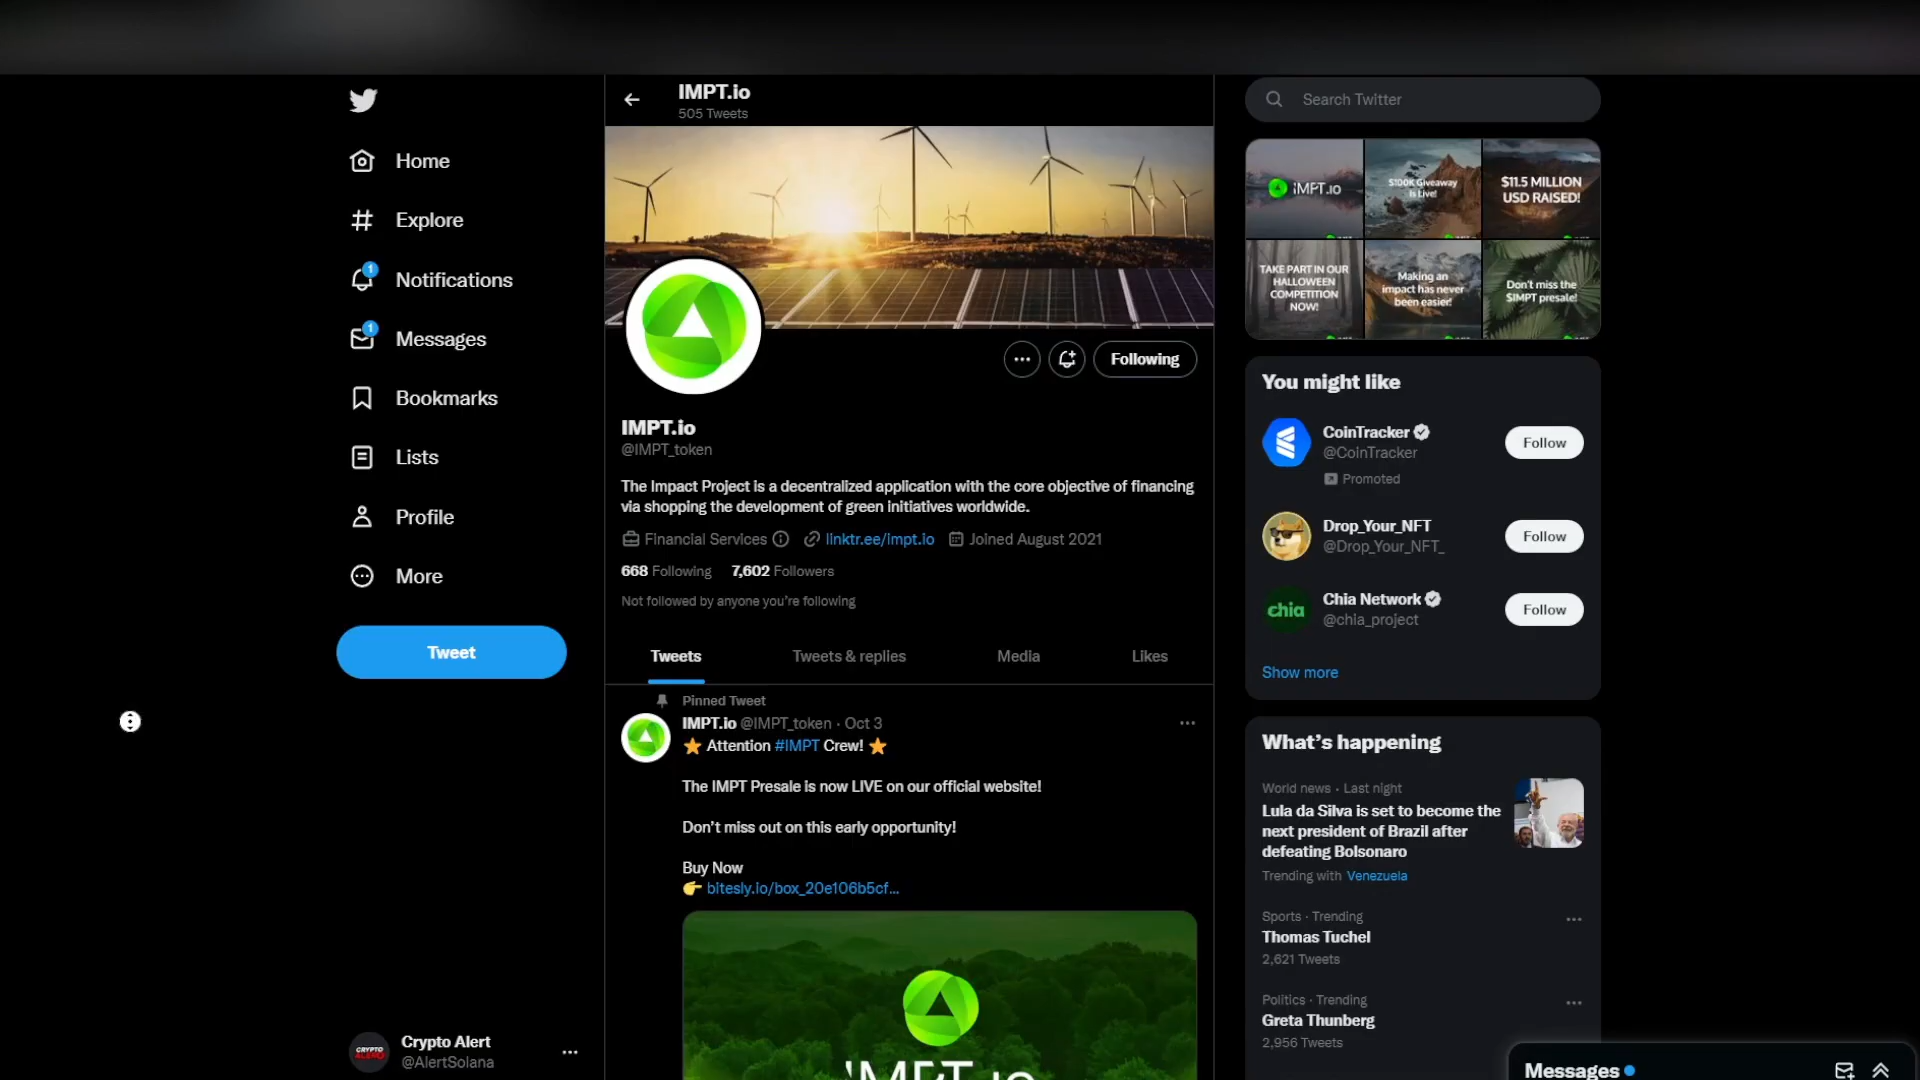 Home
Explore
1
Notifications
1
Messages
Bookmarks
Lists
Profile
More
Tweet
CRYPTO
ALERT
Crypto Alert
@AlertSolana
IMPT.io
505 Tweets
Following
IMPT.io
@IMPT_token
The Impact Project is a decentralized application with the core objective of financing
via shopping the development of green initiatives worldwide.
Financial Services linktr.ee/impt.io Joined August 2021
668 Following 7,602 Followers
Not followed by anyone you're following
Tweets Tweets & replies Media Likes
Pinned Tweet
IMPT.io @IMPT_token · Oct 3
⭐ Attention #IMPT Crew! ⭐
The IMPT Presale is now LIVE on our official website!
Don't miss out on this early opportunity!
Buy Now
👉 bitesly.io/box_20e106b5cf...
IMPT.io
Search Twitter
IMPT.io
$100K Giveaway
is Live!
$11.5 MILLION
USD RAISED!
TAKE PART IN OUR
HALLOWEEN
COMPETITION
NOW!
Making an
impact has never
been easier!
Don't miss the
$IMPT presale!
You might like
CoinTracker
@CoinTracker
Promoted
Follow
Drop_Your_NFT
@Drop_Your_NFT_
Follow
chia
Chia Network
@chia_project
Follow
Show more
What's happening
World news · Last night
Lula da Silva is set to become the
next president of Brazil after
defeating Bolsonaro
Trending with Venezuela
Sports · Trending
Thomas Tuchel
2,621 Tweets
Politics · Trending
Greta Thunberg
2,956 Tweets
Messages